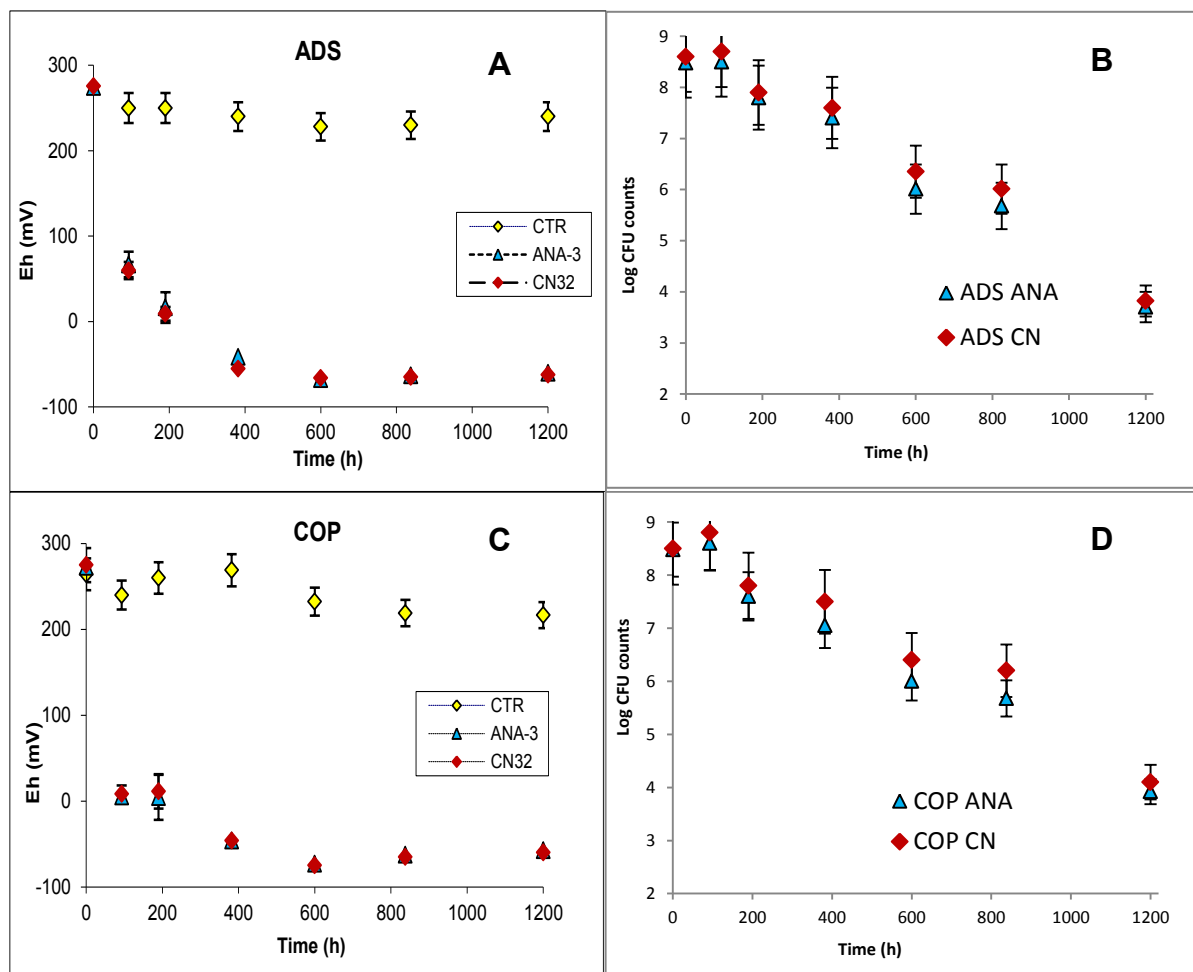 ADS
A
Eh (mV)
300
200
100
0
-100
0
200
400
600
800
1000
1200
Time (h)
CTR
ANA-3
CN32
B
Log CFU counts
9
8
7
6
5
4
3
2
0
200
400
600
800
1000
1200
Time (h)
ADS ANA
ADS CN
COP
C
Eh (mV)
300
200
100
0
-100
0
200
400
600
800
1000
1200
Time (h)
CTR
ANA-3
CN32
D
Log CFU counts
9
8
7
6
5
4
3
2
0
200
400
600
800
1000
1200
Time (h)
COP ANA
COP CN